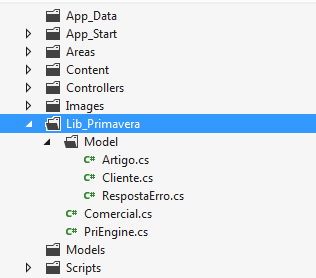 App_Data
App_Start
Areas
Content
Controllers
Images
Lib_Primavera
Model
C# Artigo.cs
C# Cliente.cs
C# RespostaErro.cs
C# Comercial.cs
C# PriEngine.cs
Models
Scripts